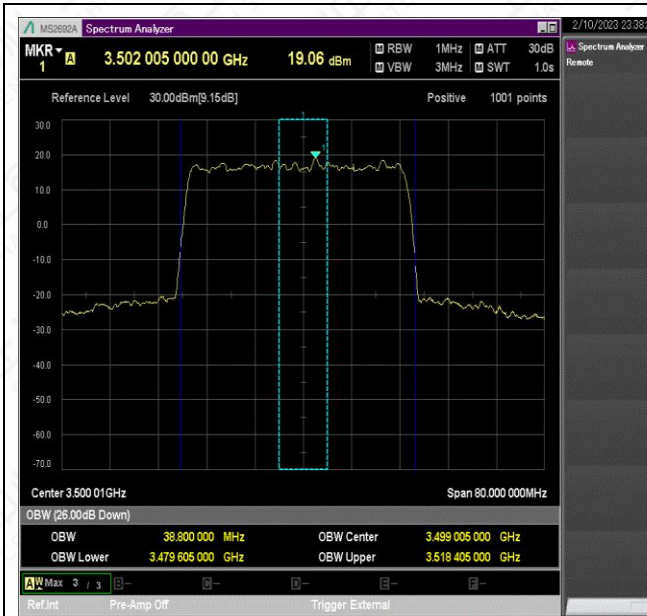 MS2692A Spectrum Analyzer
2/10/2023 23:38:
MKR 1 A 3.502 005 000 00 GHz 19.06 dBm
M RBW 1MHz M ATT 30dB
M VBW 3MHz M SWT 1.0s
Spectrum Analyzer
Remote
Reference Level 30.00dBm[9.15dB] Positive 1001 points
1
30.0
20.0
1
10.0
0.0
-10.0
-20.0
-30.0
-40.0
-50.0
-60.0
-70.0
Center 3.500 01GHz Span 80.000 000MHz
OBW (26.00dB Down)
OBW 38.800 000 MHz OBW Center 3.499 005 000 GHz
OBW Lower 3.479 605 000 GHz OBW Upper 3.518 405 000 GHz
A W Max 3 / 3 B- C- D- E- F-
Ref.Int Pre-Amp Off Trigger External